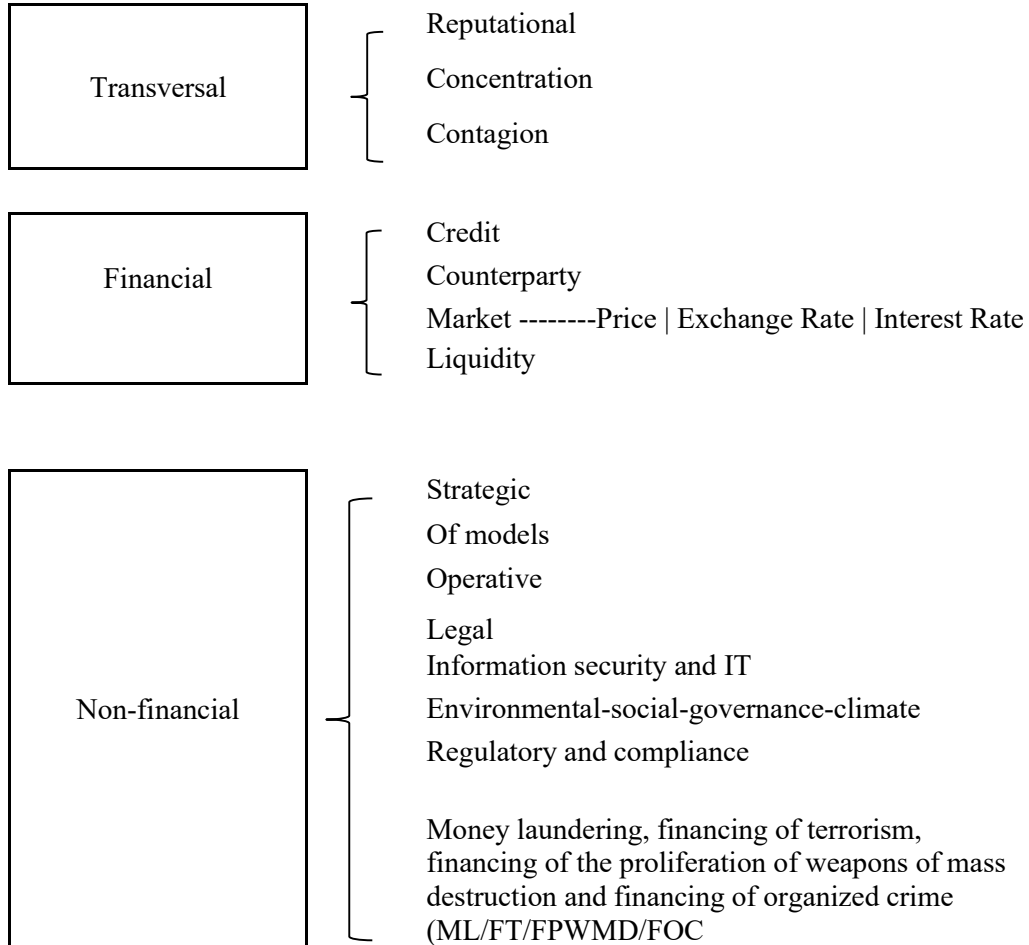 Transversal
Reputational
Concentration
Contagion
Financial
Credit
Counterparty
Market --------Price | Exchange Rate | Interest Rate
Liquidity
Non-financial
Strategic
Of models
Operative
Legal
Information security and IT
Environmental-social-governance-climate
Regulatory and compliance
Money laundering, financing of terrorism,
financing of the proliferation of weapons of mass
destruction and financing of organized crime
(ML/FT/FPWMD/FOC